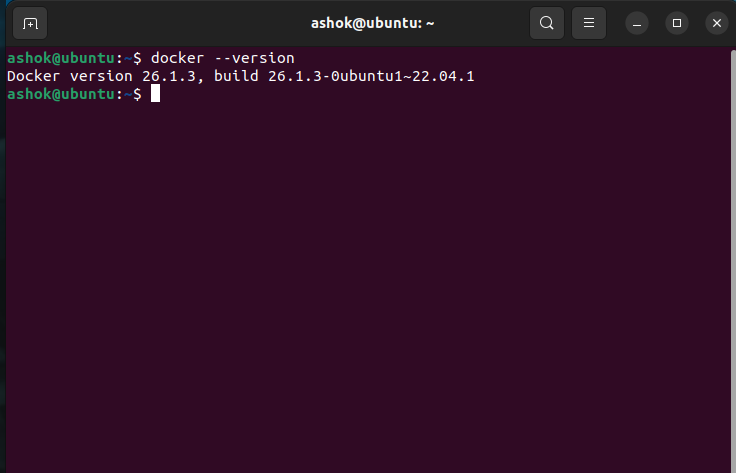 ashok@ubuntu: ~
ashok@ubuntu:~$ docker --version
Docker version 26.1.3, build 26.1.3-0ubuntu1~22.04.1
ashok@ubuntu:~$